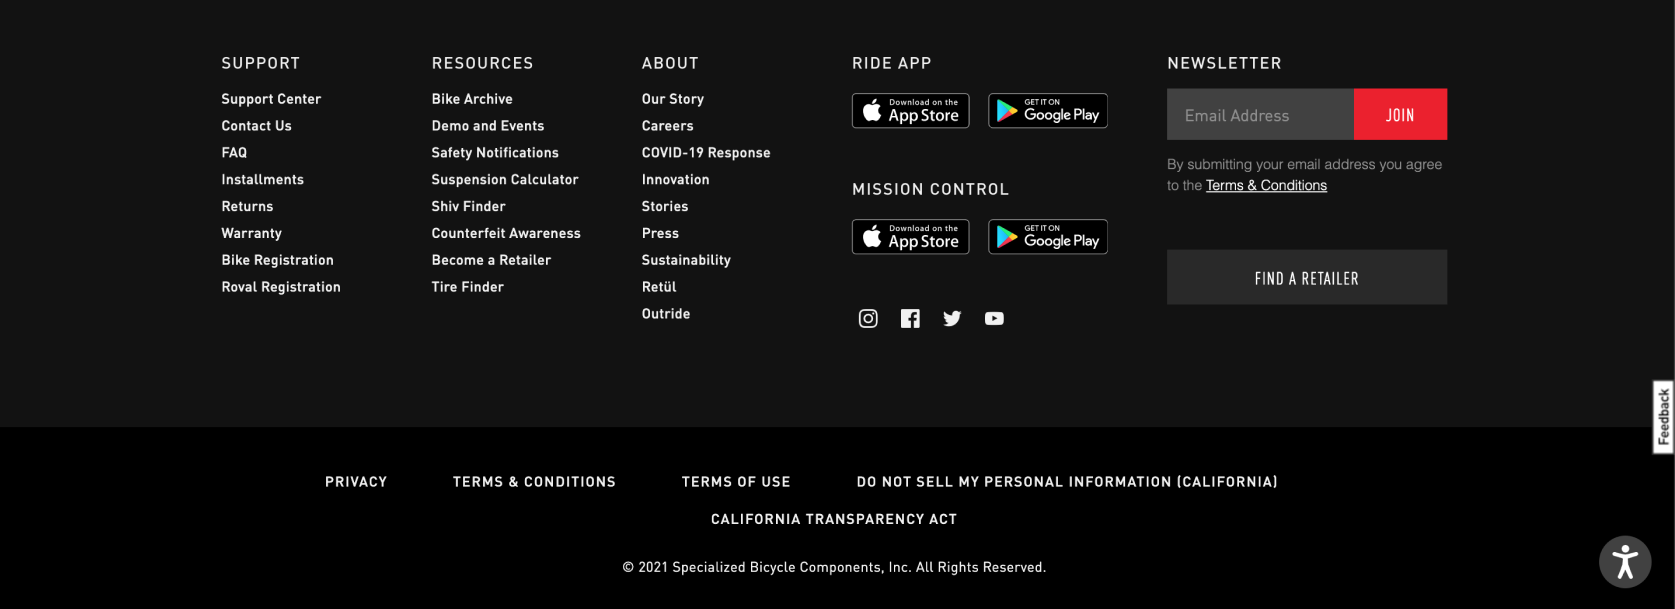 SUPPORT
Support Center
Contact Us
FAQ
Installments
Returns
Warranty
Bike Registration
Roval Registration
RESOURCES
Bike Archive
Demo and Events
Safety Notifications
Suspension Calculator
Shiv Finder
Counterfeit Awareness
Become a Retailer
Tire Finder
ABOUT
Our Story
Careers
COVID-19 Response
Innovation
Stories
Press
Sustainability
Retül
Outride
RIDE APP
Download on the
App Store
GET IT ON
Google Play
MISSION CONTROL
Download on the
App Store
GET IT ON
Google Play
NEWSLETTER
Email Address
JOIN
By submitting your email address you agree
to the Terms & Conditions
FIND A RETAILER
Feedback
PRIVACY TERMS & CONDITIONS TERMS OF USE DO NOT SELL MY PERSONAL INFORMATION (CALIFORNIA)
CALIFORNIA TRANSPARENCY ACT
© 2021 Specialized Bicycle Components, Inc. All Rights Reserved.